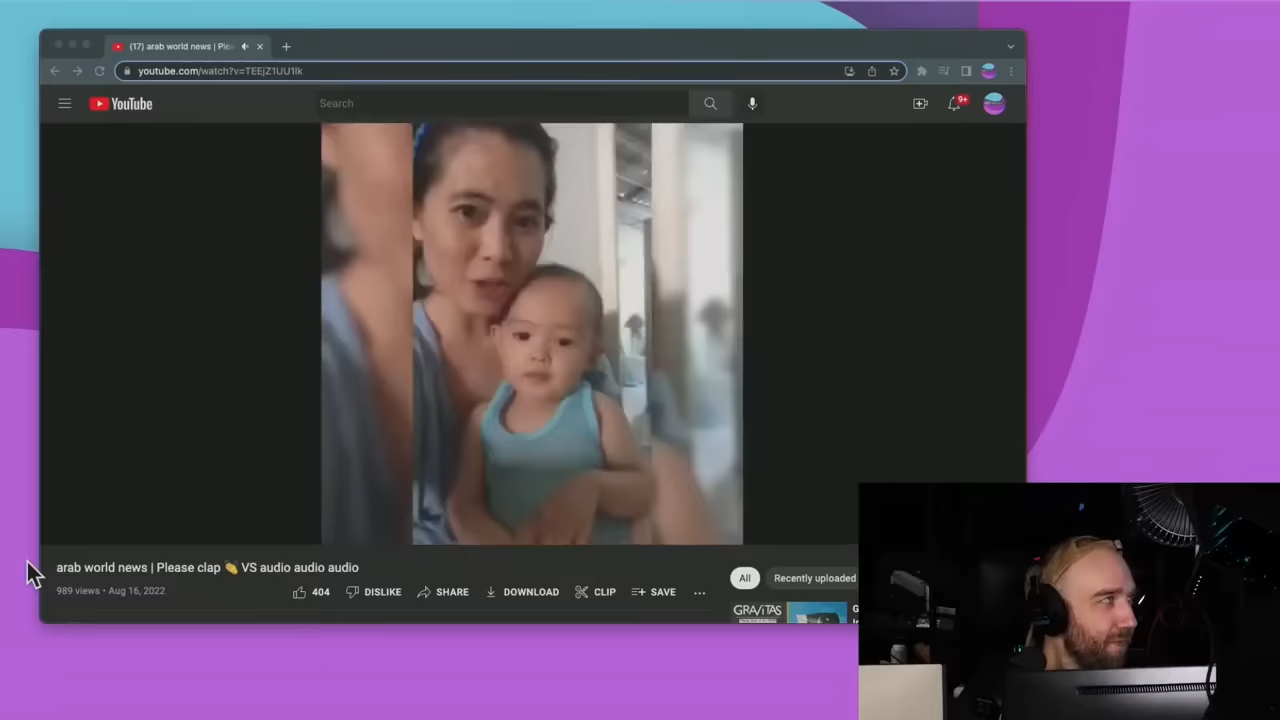 (17) arab world news | Plea
youtube.com/watch?v=TEEjZ1UU1lk
YouTube
Search
9+
arab world news | Please clap 👏 VS audio audio audio
989 views • Aug 16, 2022
404 DISLIKE SHARE DOWNLOAD CLIP SAVE ...
All Recently uploaded
GRAVITAS G